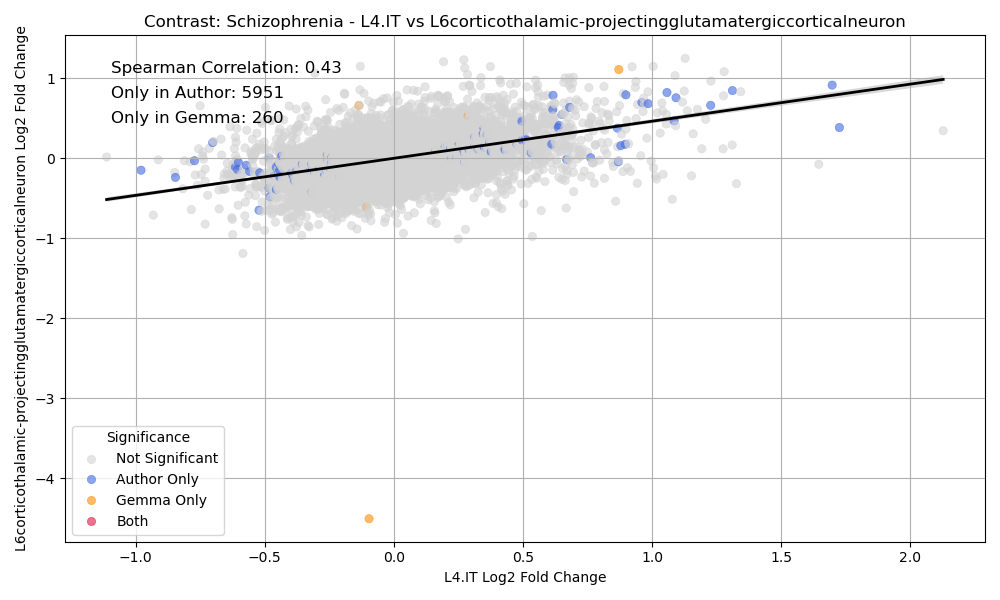 Contrast: Schizophrenia - L4.IT vs L6corticothalamic-projectingglutamatergiccorticalneuron
Spearman Correlation: 0.43
Only in Author: 5951
Only in Gemma: 260
L6corticothalamic-projectingglutamatergiccorticalneuron Log2 Fold Change
1
0
−1
−2
−3
−4
Significance
Not Significant
Author Only
Gemma Only
Both
−1.0
−0.5
0.0
0.5
1.0
1.5
2.0
L4.IT Log2 Fold Change